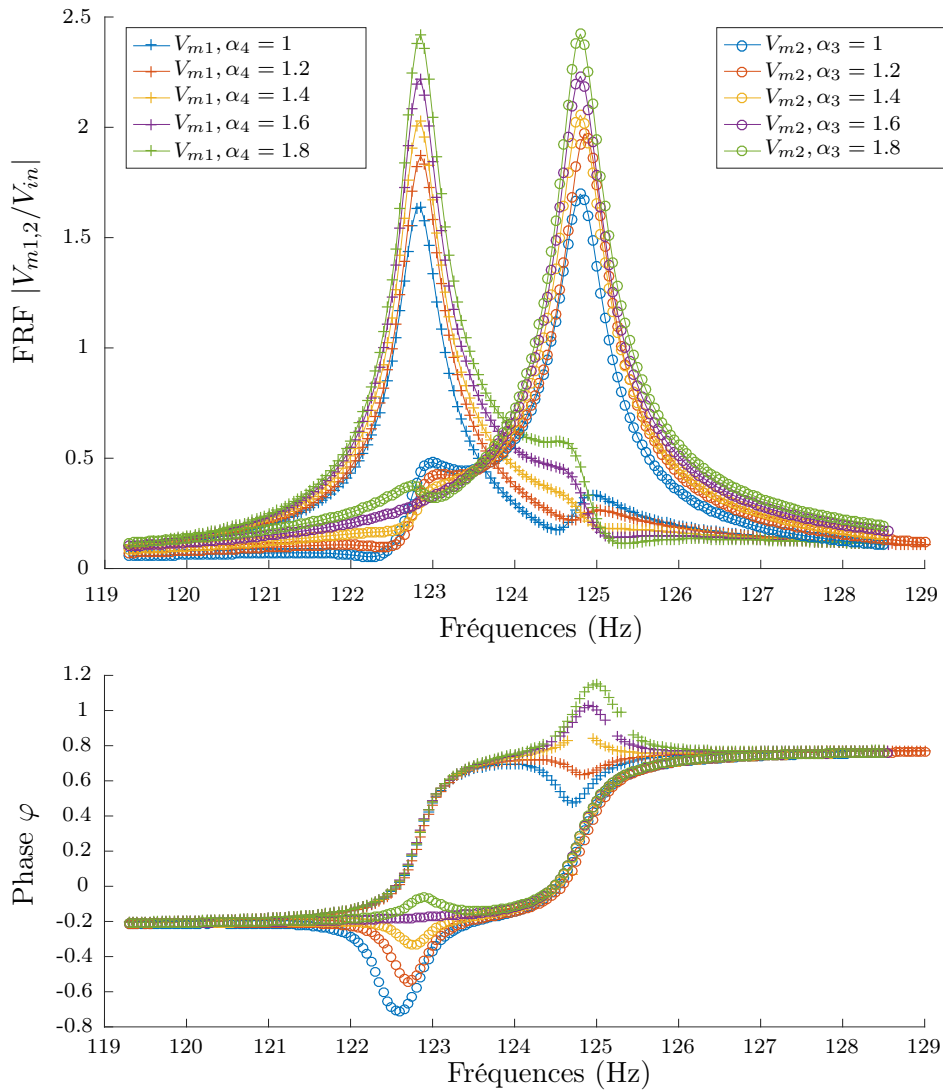 2.5
2
1.5
1
0.5
0
FRF |V_{m1,2}/V_{in}|
V_{m1}, α_4 = 1
V_{m1}, α_4 = 1.2
V_{m1}, α_4 = 1.4
V_{m1}, α_4 = 1.6
V_{m1}, α_4 = 1.8
V_{m2}, α_3 = 1
V_{m2}, α_3 = 1.2
V_{m2}, α_3 = 1.4
V_{m2}, α_3 = 1.6
V_{m2}, α_3 = 1.8
119 120 121 122 123 124 125 126 127 128 129
Fréquences (Hz)
1.2
1
0.8
0.6
0.4
0.2
0
-0.2
-0.4
-0.6
-0.8
Phase φ
119 120 121 122 123 124 125 126 127 128 129
Fréquences (Hz)